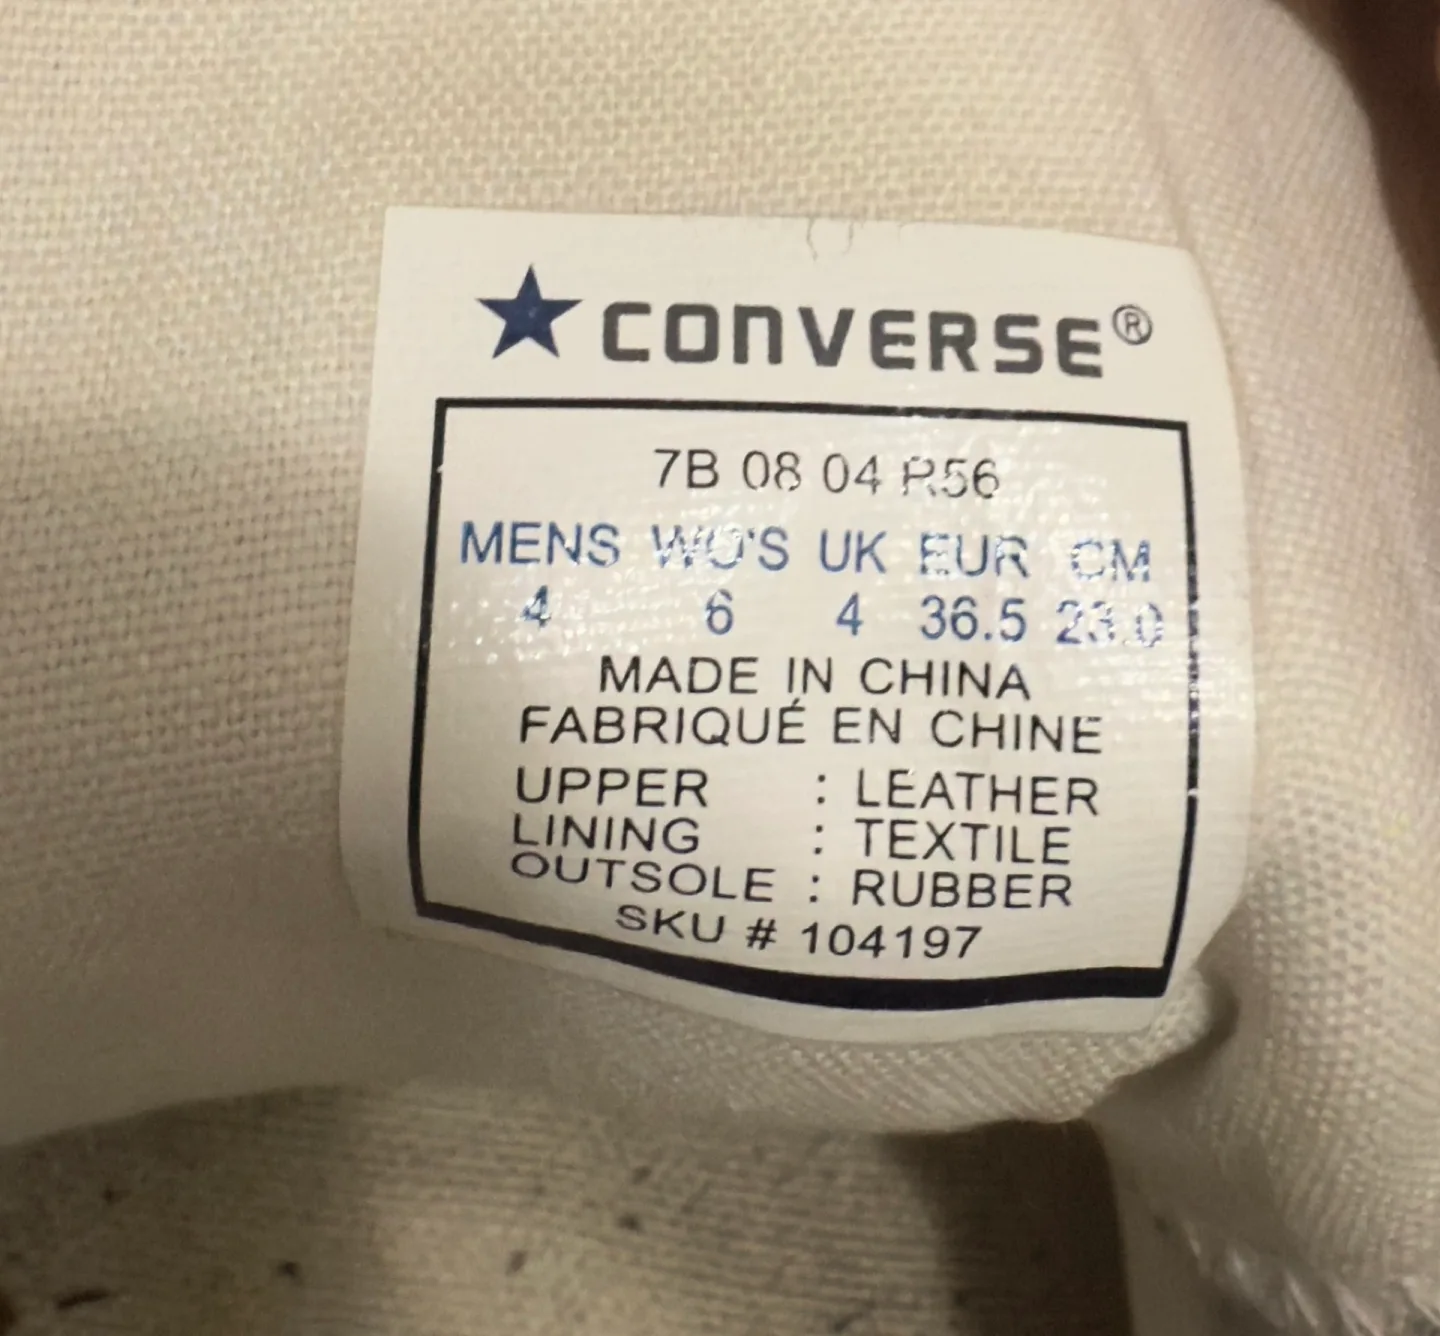 CONVERSE®
7B 08 04 R56
MENS WO'S UK EUR CM
4 6 4 36.5 23.0
MADE IN CHINA
FABRIQUÉ EN CHINE
UPPER : LEATHER
LINING : TEXTILE
OUTSOLE : RUBBER
SKU # 104197